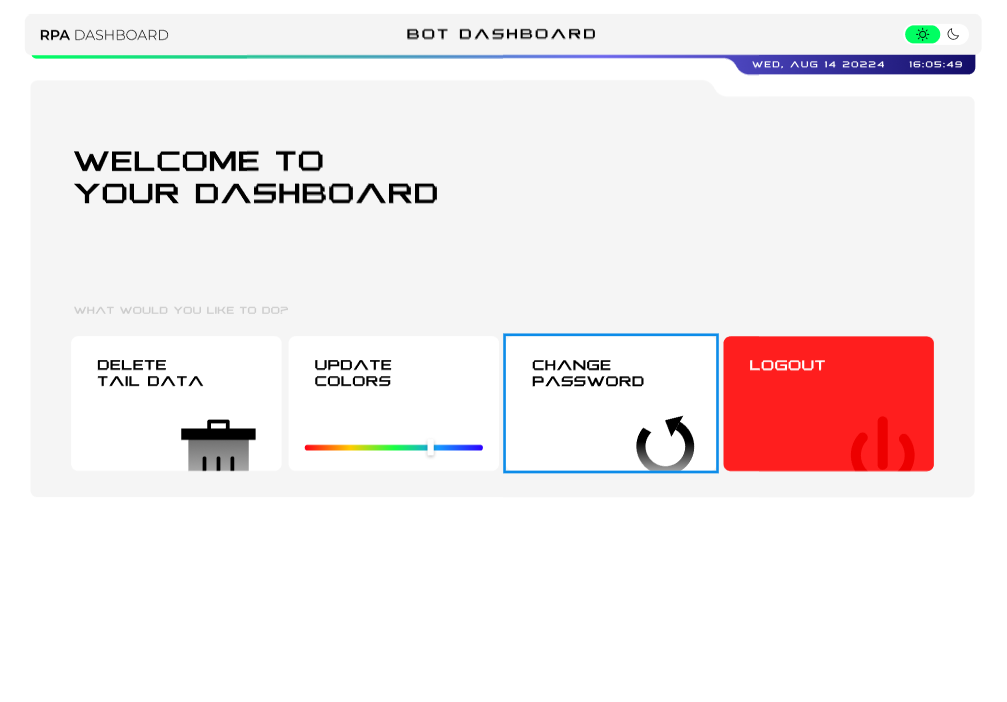 RPA DASHBOARD
BOT DASHBOARD
WED, AUG 14 20224 16:05:49
WELCOME TO
YOUR DASHBOARD
WHAT WOULD YOU LIKE TO DO?
DELETE
TAIL DATA
UPDATE
COLORS
CHANGE
PASSWORD
LOGOUT